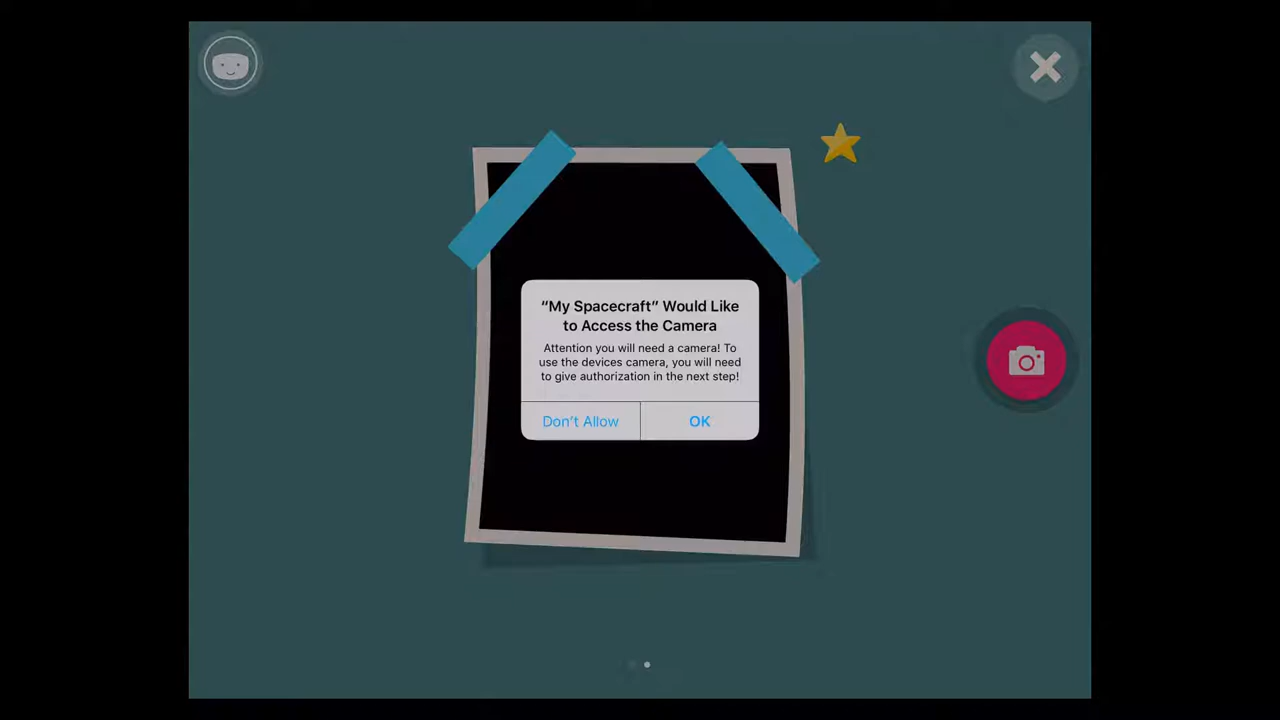 “My Spacecraft” Would Like
to Access the Camera
Attention you will need a camera! To
use the devices camera, you will need
to give authorization in the next step!
Don’t Allow
OK